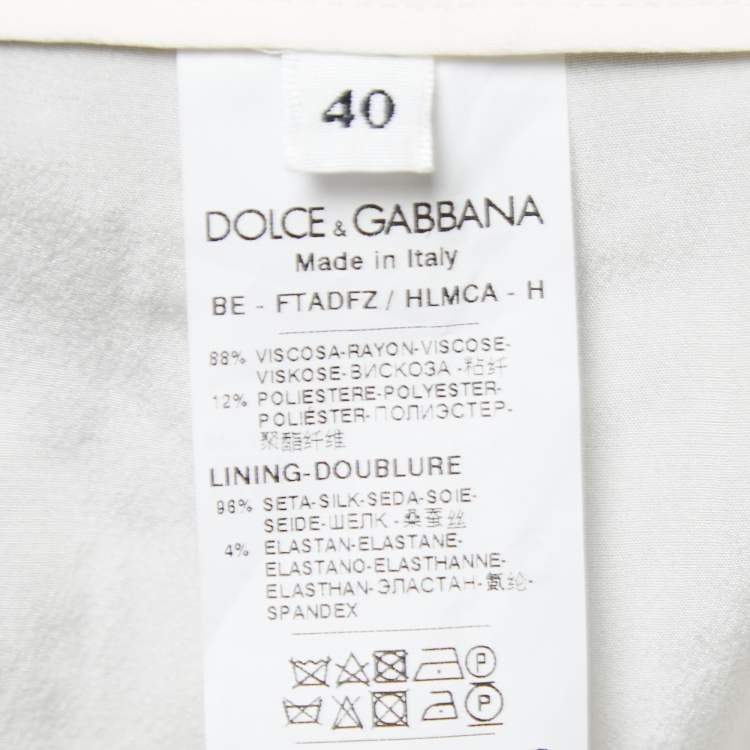 40
DOLCE & GABBANA
Made in Italy
BE - FTADFZ / HLMCA - H
88% VISCOSA-RAYON-VISCOSE-
VISKOSE-ВИСКОЗА -粘纤
12% POLIESTERE-POLYESTER-
POLIÉSTER-ПОЛИЭСТЕР-
聚酯纤维
LINING-DOUBLURE
96% SETA-SILK-SEDA-SOIE-
SEIDE-ШЕЛК -桑蚕丝
4% ELASTAN-ELASTANE-
ELASTANO-ELASTHANNE-
ELASTHAN-ЭЛАСТАН-氨纶-
SPANDEX
P
P